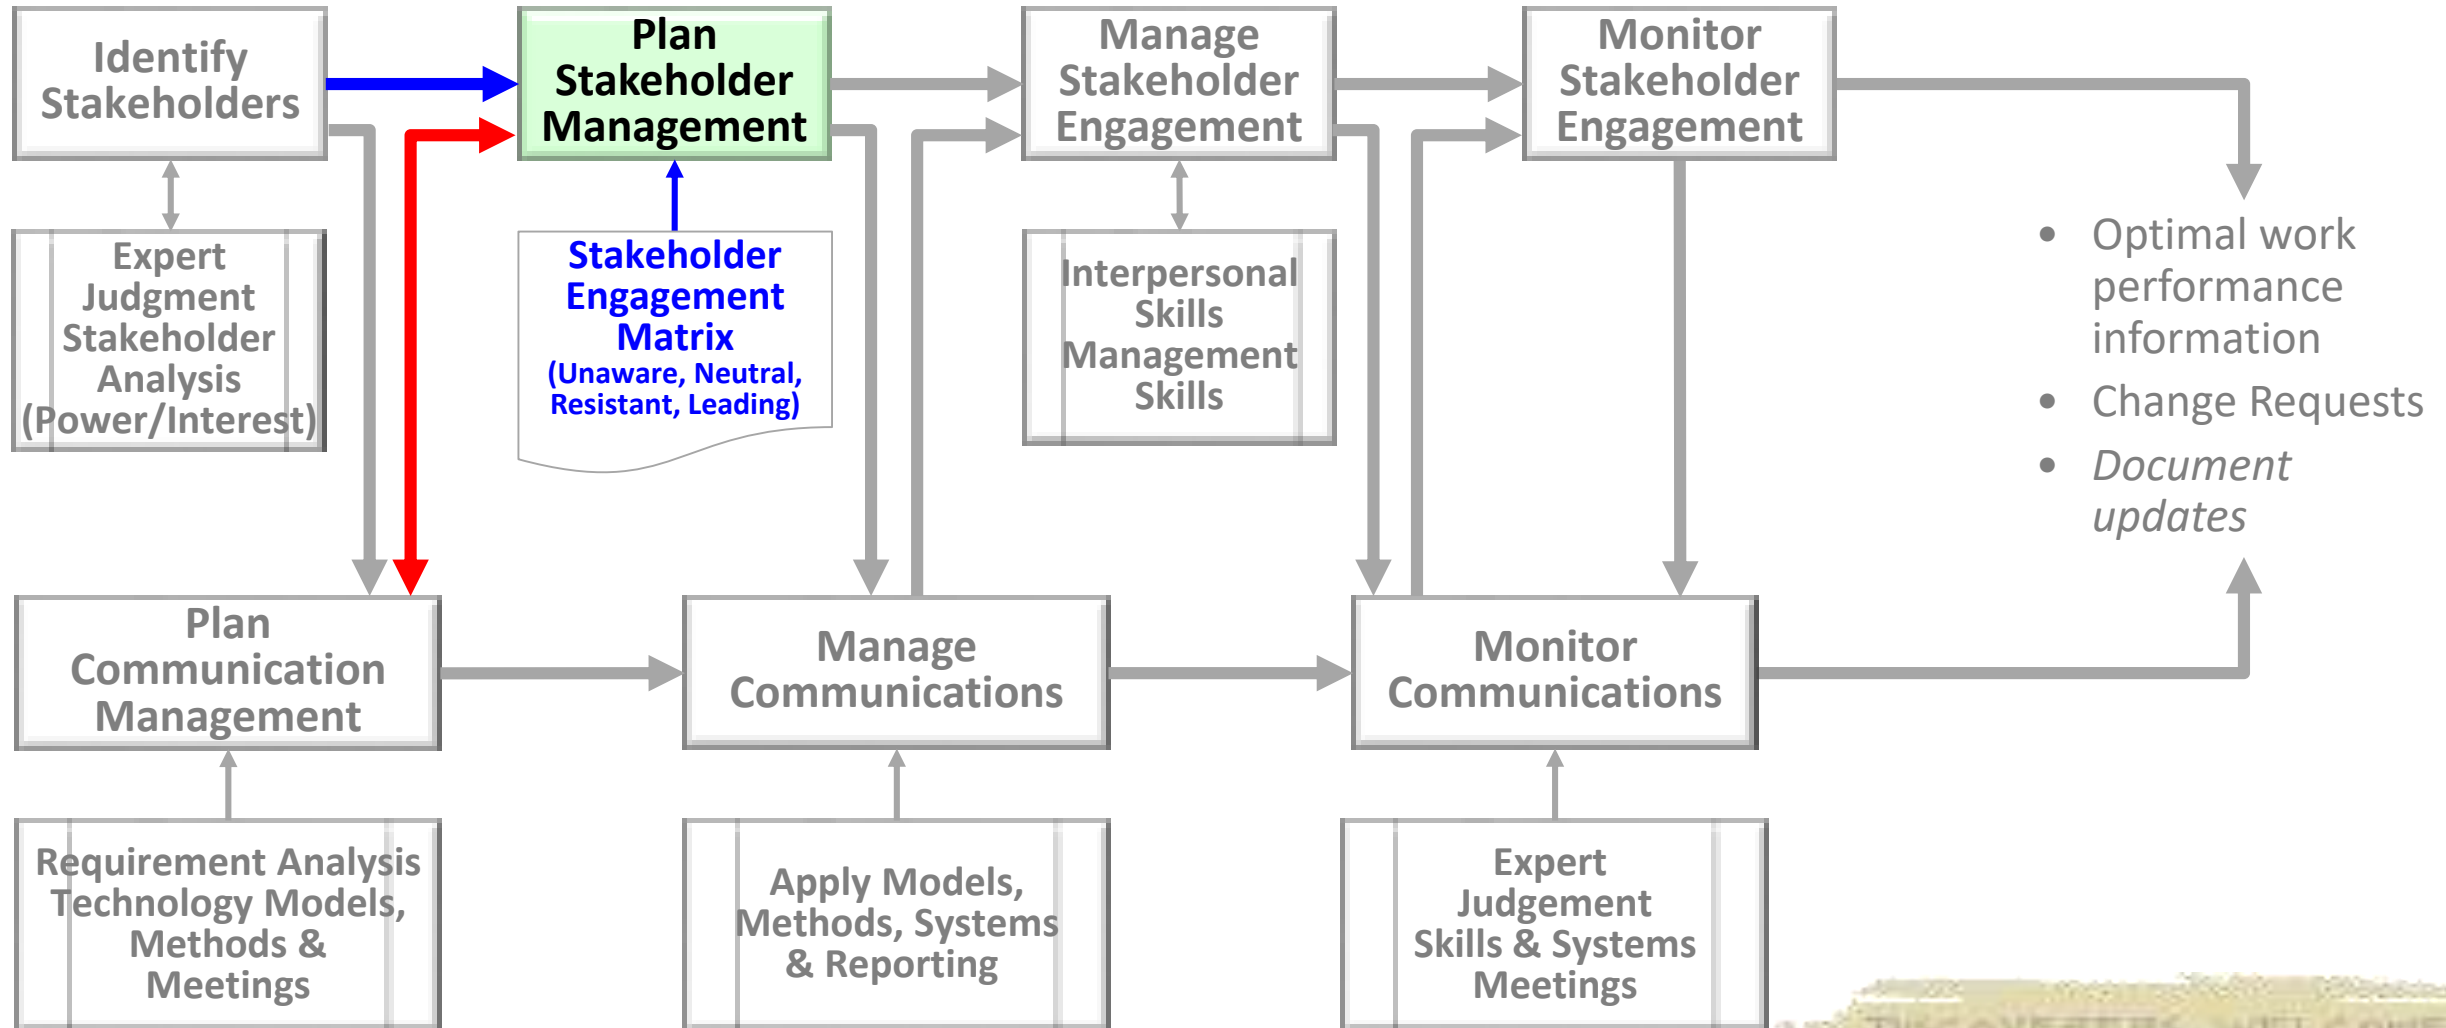 Identify
Stakeholders
Plan
Stakeholder
Management
Manage
Stakeholder
Engagement
Monitor
Stakeholder
Engagement
Expert
Judgment
Stakeholder
Analysis
(Power/Interest)
Stakeholder
Engagement
Matrix
(Unaware, Neutral,
Resistant, Leading)
Interpersonal
Skills
Management
Skills
• Optimal work
performance
information
• Change Requests
• Document
updates
Plan
Communication
Management
Manage
Communications
Monitor
Communications
Requirement Analysis
Technology Models,
Methods &
Meetings
Apply Models,
Methods, Systems
& Reporting
Expert
Judgement
Skills & Systems
Meetings